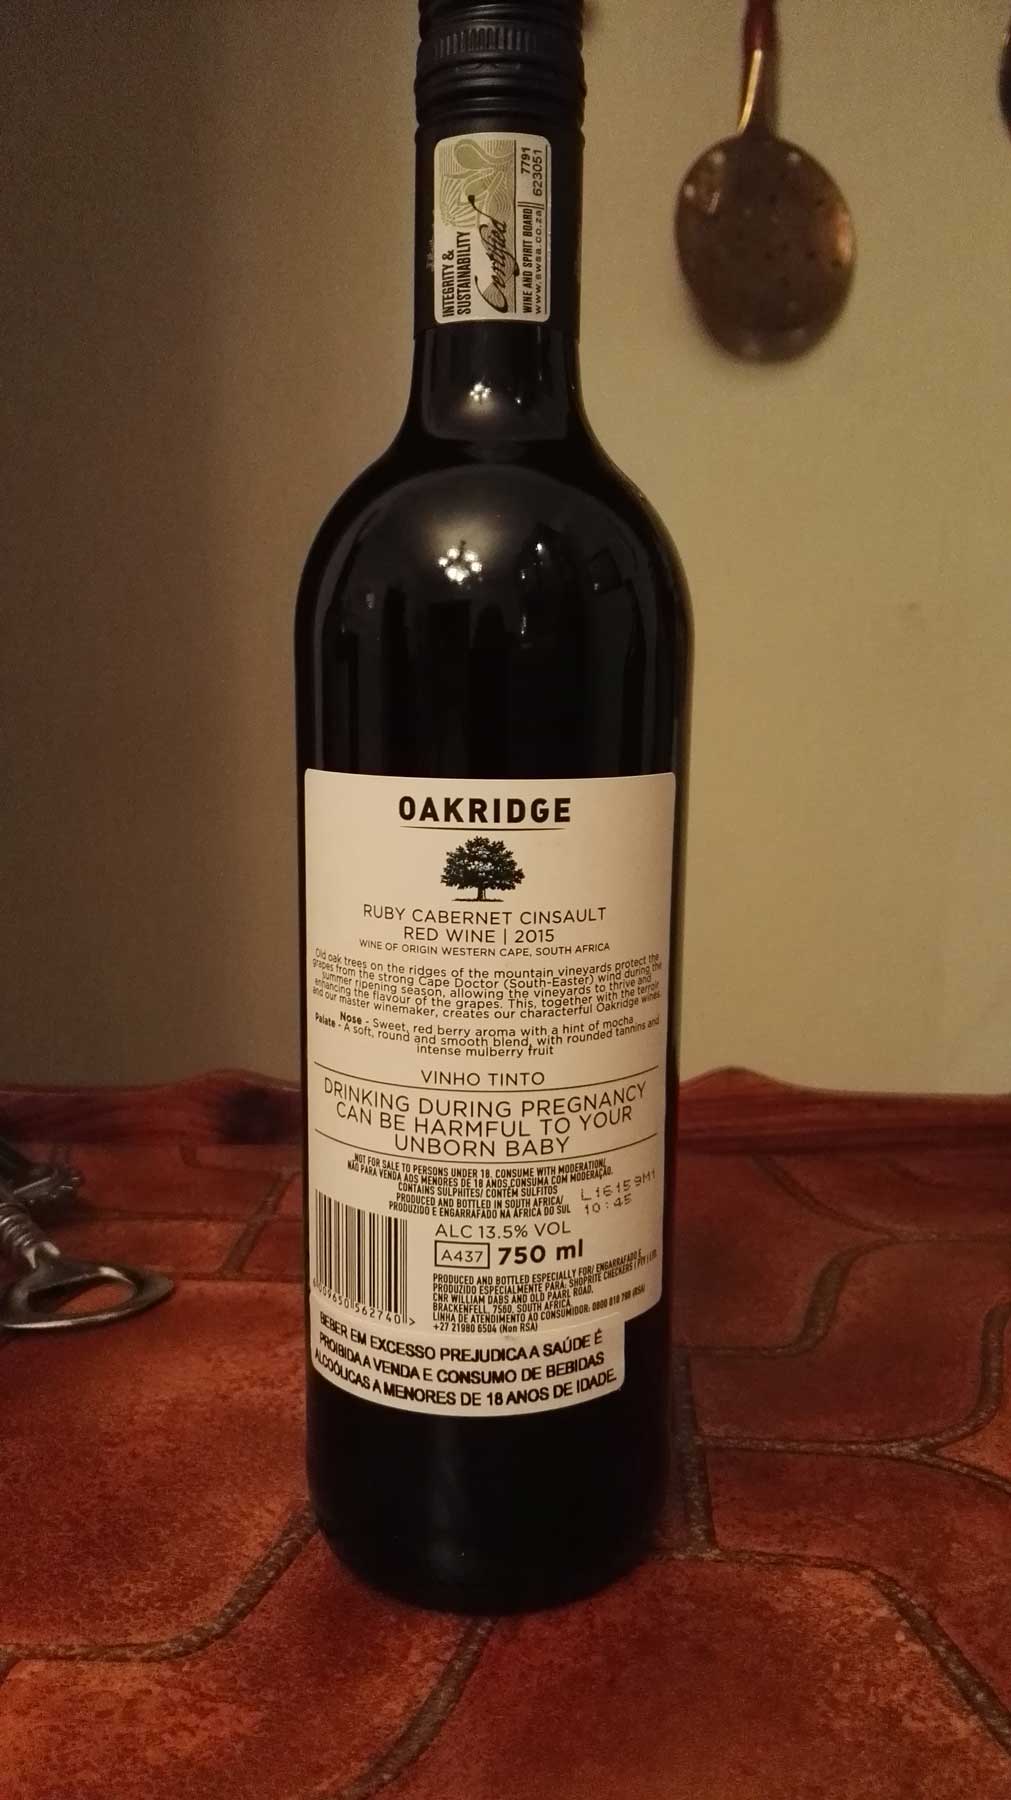 INTEGRITY &
SUSTAINABILITY
Certified
WINE AND SPIRIT BOARD
www.swsa.co.za
7791
623051
OAKRIDGE
RUBY CABERNET CINSAULT
RED WINE | 2015
WINE OF ORIGIN WESTERN CAPE, SOUTH AFRICA
Old oak trees on the ridges of the mountain vineyards protect the
grapes from the strong Cape Doctor (South-Easter) wind during the
summer ripening season, allowing the vineyards to thrive and
enhancing the flavour of the grapes. This, together with the terroir
and our master winemaker, creates our characterful Oakridge wines.
Nose - Sweet, red berry aroma with a hint of mocha
Palate - A soft, round and smooth blend, with rounded tannins and
intense mulberry fruit
VINHO TINTO
DRINKING DURING PREGNANCY
CAN BE HARMFUL TO YOUR
UNBORN BABY
NOT FOR SALE TO PERSONS UNDER 18. CONSUME WITH MODERATION/
NÃO PARA VENDA AOS MENORES DE 18 ANOS.CONSUMA COM MODERAÇÃO.
CONTAINS SULPHITES/ CONTÉM SULFITOS
PRODUCED AND BOTTLED IN SOUTH AFRICA/
PRODUZIDO E ENGARRAFADO NA ÁFRICA DO SUL
L16159M1
10:45
ALC 13.5% VOL
A437 750 ml
PRODUCED AND BOTTLED ESPECIALLY FOR/ ENGARRAFADO E
PRODUZIDO ESPECIALMENTE PARA: SHOPRITE CHECKERS (PTY) LTD,
CNR WILLIAM DABS AND OLD PAARL ROAD,
BRACKENFELL, 7560, SOUTH AFRICA.
LINHA DE ATENDIMENTO AO CONSUMIDOR: 0800 010 709 (RSA)
+27 21980 6504 (Non RSA)
6 009650 562740 >
BEBER EM EXCESSO PREJUDICA A SAÚDE É
PROIBIDA A VENDA E CONSUMO DE BEBIDAS
ALCOÓLICAS A MENORES DE 18 ANOS DE IDADE.